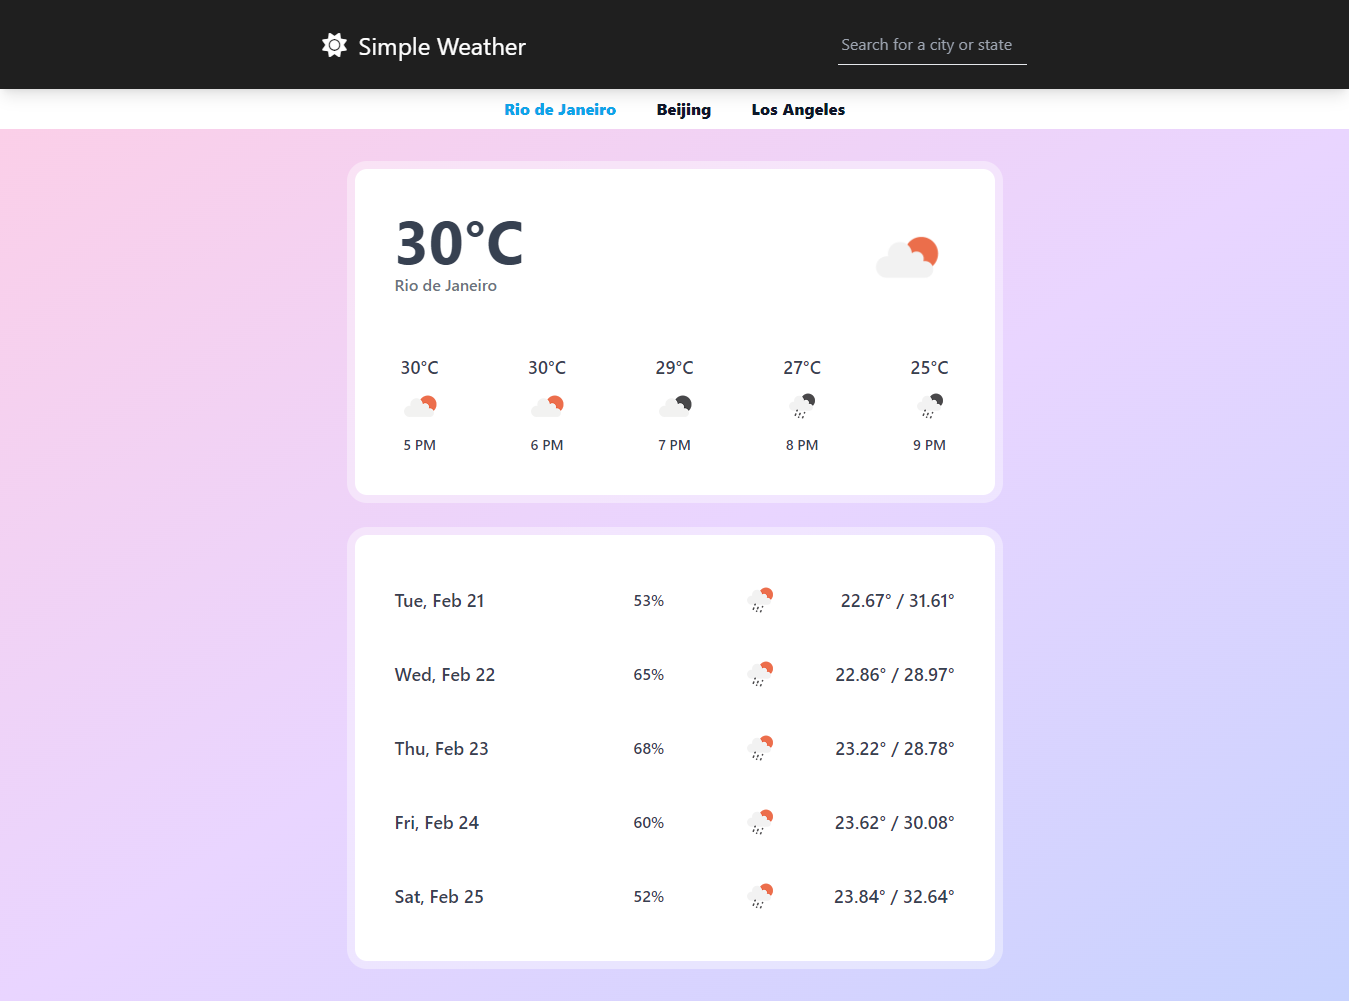 Simple Weather
Search for a city or state
Rio de Janeiro Beijing Los Angeles
30°C
Rio de Janeiro
30°C 30°C 29°C 27°C 25°C
5 PM 6 PM 7 PM 8 PM 9 PM
Tue, Feb 21 53% 22.67° / 31.61°
Wed, Feb 22 65% 22.86° / 28.97°
Thu, Feb 23 68% 23.22° / 28.78°
Fri, Feb 24 60% 23.62° / 30.08°
Sat, Feb 25 52% 23.84° / 32.64°